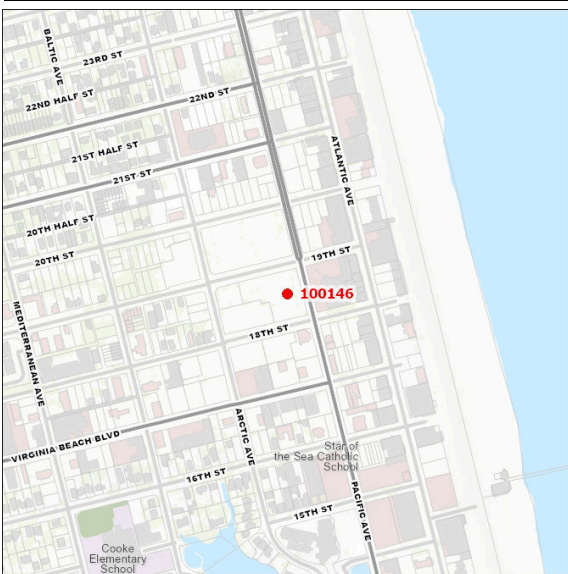 BALTIC AVE
23RD ST
22ND HALF ST
22ND ST
21ST HALF ST
21ST ST
ATLANTIC AVE
20TH HALF ST
20TH ST
19TH ST
100146
18TH ST
MEDITERRANEAN AVE
VIRGINIA BEACH BLVD
ARCTIC AVE
Star of
the Sea Catholic
School
16TH ST
PACIFIC AVE
15TH ST
Cooke
Elementary
School